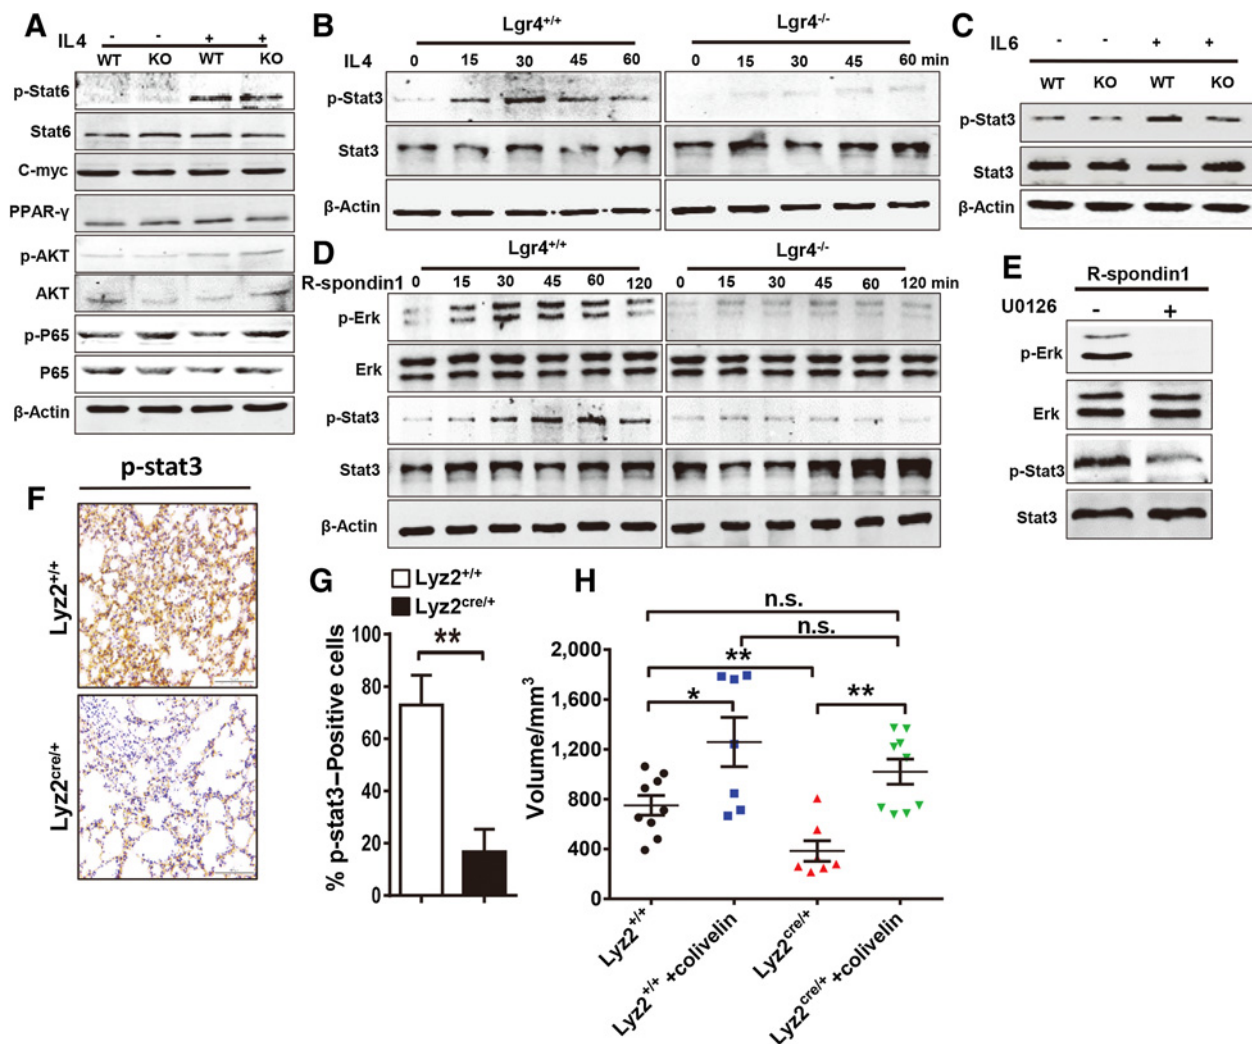 A
IL4 - - + +
WT KO WT KO
p-Stat6
Stat6
C-myc
PPAR-γ
p-AKT
AKT
p-P65
P65
β-Actin
B
Lgr4+/+ Lgr4-/-
IL4 0 15 30 45 60 0 15 30 45 60 min
p-Stat3
Stat3
β-Actin
C
IL6 - - + +
WT KO WT KO
p-Stat3
Stat3
β-Actin
D
Lgr4+/+ Lgr4-/-
R-spondin1 0 15 30 45 60 120 0 15 30 45 60 120 min
p-Erk
Erk
p-Stat3
Stat3
β-Actin
E
R-spondin1
U0126 - +
p-Erk
Erk
p-Stat3
Stat3
F
p-stat3
Lyz2+/+
Lyz2cre/+
G
Lyz2+/+
Lyz2cre/+
% p-stat3–Positive cells
100
80
60
40
20
0
**
H
Volume/mm3
2,000
1,600
1,200
800
400
0
n.s.
n.s.
**
*
**
Lyz2+/+
Lyz2+/+ +colivelin
Lyz2cre/+
Lyz2cre/+ +colivelin